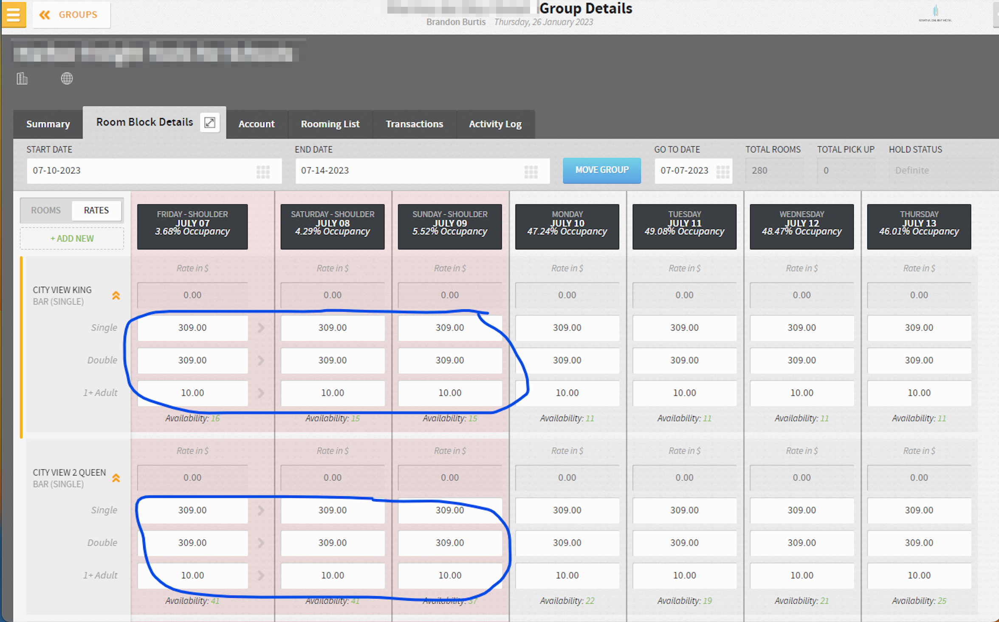 GROUPS
Group Details
Brandon Burtis Thursday, 26 January 2023
Summary Room Block Details Account Rooming List Transactions Activity Log
START DATE END DATE GO TO DATE TOTAL ROOMS TOTAL PICK UP HOLD STATUS
07-10-2023 07-14-2023 MOVE GROUP 07-07-2023 280 0 Definite
ROOMS RATES
+ ADD NEW
FRIDAY - SHOULDER SATURDAY - SHOULDER SUNDAY - SHOULDER MONDAY TUESDAY WEDNESDAY THURSDAY
JULY 07 JULY 08 JULY 09 JULY 10 JULY 11 JULY 12 JULY 13
3.68% Occupancy 4.29% Occupancy 5.52% Occupancy 47.24% Occupancy 49.08% Occupancy 48.47% Occupancy 46.01% Occupancy
Rate in $ Rate in $ Rate in $ Rate in $ Rate in $ Rate in $ Rate in $
CITY VIEW KING
BAR (SINGLE)
0.00 0.00 0.00 0.00 0.00 0.00 0.00
Single 309.00 309.00 309.00 309.00 309.00 309.00 309.00
Double 309.00 309.00 309.00 309.00 309.00 309.00 309.00
1+ Adult 10.00 10.00 10.00 10.00 10.00 10.00 10.00
Availability: 16 Availability: 15 Availability: 15 Availability: 11 Availability: 11 Availability: 11 Availability: 11
Rate in $ Rate in $ Rate in $ Rate in $ Rate in $ Rate in $ Rate in $
CITY VIEW 2 QUEEN
BAR (SINGLE)
0.00 0.00 0.00 0.00 0.00 0.00 0.00
Single 309.00 309.00 309.00 309.00 309.00 309.00 309.00
Double 309.00 309.00 309.00 309.00 309.00 309.00 309.00
1+ Adult 10.00 10.00 10.00 10.00 10.00 10.00 10.00
Availability: 41 Availability: 41 Availability: 37 Availability: 22 Availability: 19 Availability: 21 Availability: 25